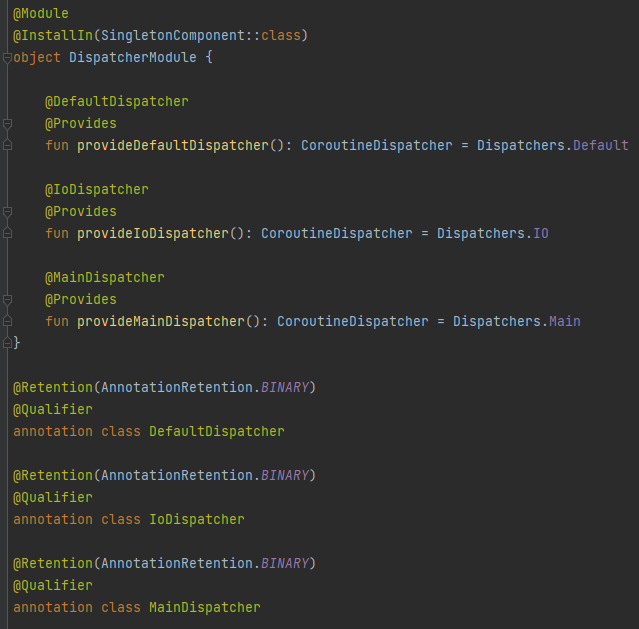 @Module
@InstallIn(SingletonComponent::class)
object DispatcherModule {
@DefaultDispatcher
@Provides
fun provideDefaultDispatcher(): CoroutineDispatcher = Dispatchers.Default
@IoDispatcher
@Provides
fun provideIoDispatcher(): CoroutineDispatcher = Dispatchers.IO
@MainDispatcher
@Provides
fun provideMainDispatcher(): CoroutineDispatcher = Dispatchers.Main
}
@Retention(AnnotationRetention.BINARY)
@Qualifier
annotation class DefaultDispatcher
@Retention(AnnotationRetention.BINARY)
@Qualifier
annotation class IoDispatcher
@Retention(AnnotationRetention.BINARY)
@Qualifier
annotation class MainDispatcher